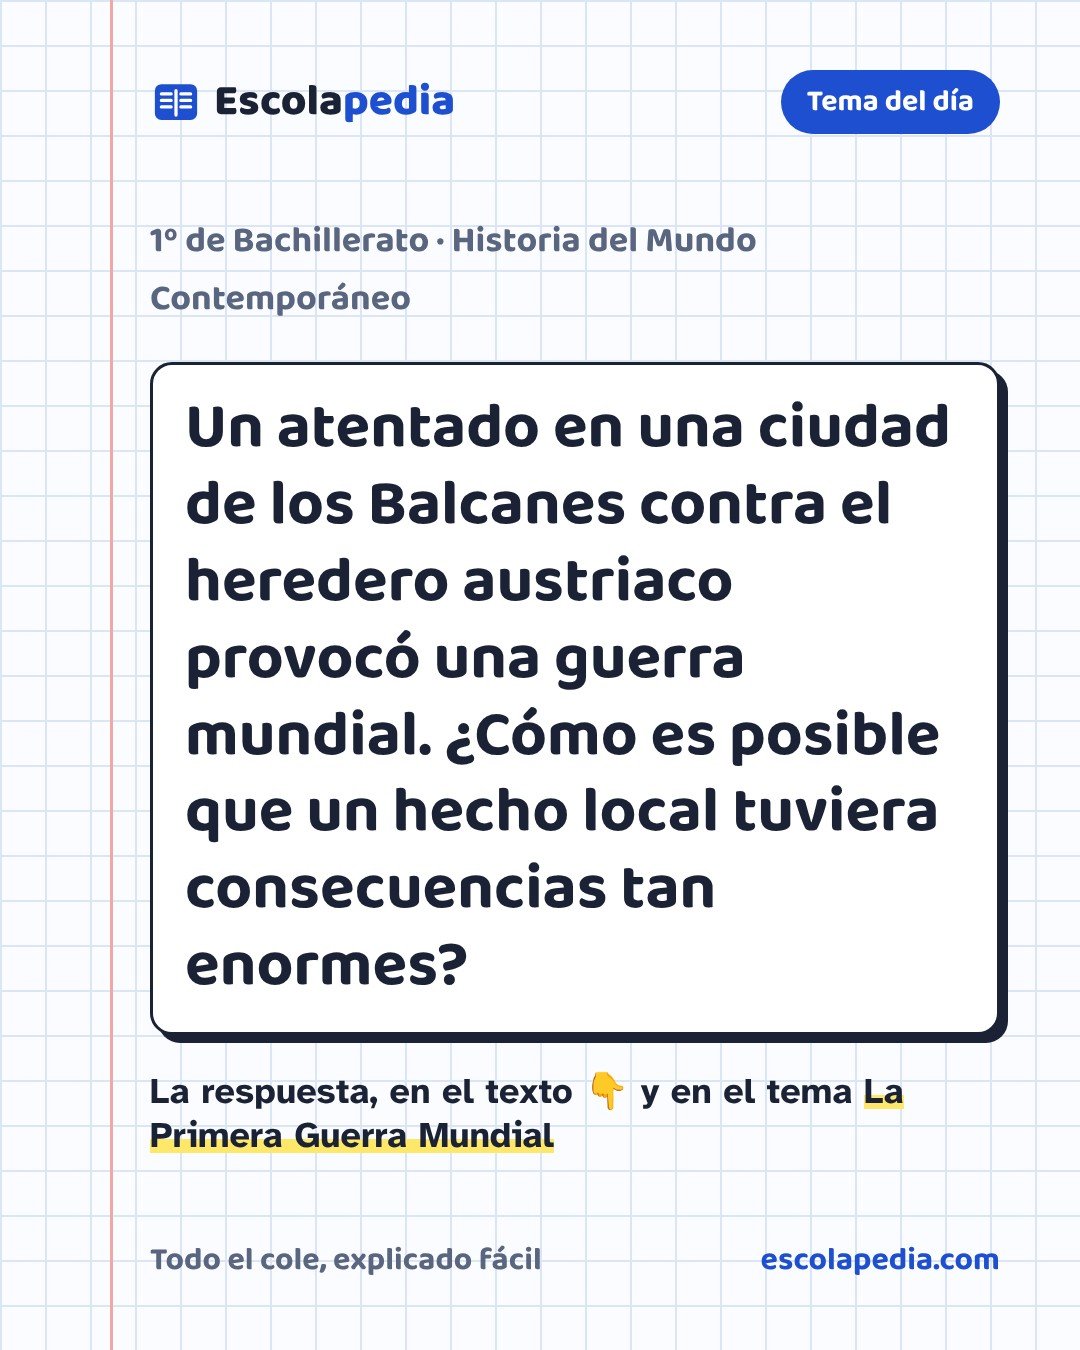 Escolapedia
Tema del día
1º de Bachillerato · Historia del Mundo
Contemporáneo
Un atentado en una ciudad
de los Balcanes contra el
heredero austriaco
provocó una guerra
mundial. ¿Cómo es posible
que un hecho local tuviera
consecuencias tan
enormes?
La respuesta, en el texto 👇 y en el tema La
Primera Guerra Mundial
Todo el cole, explicado fácil
escolapedia.com